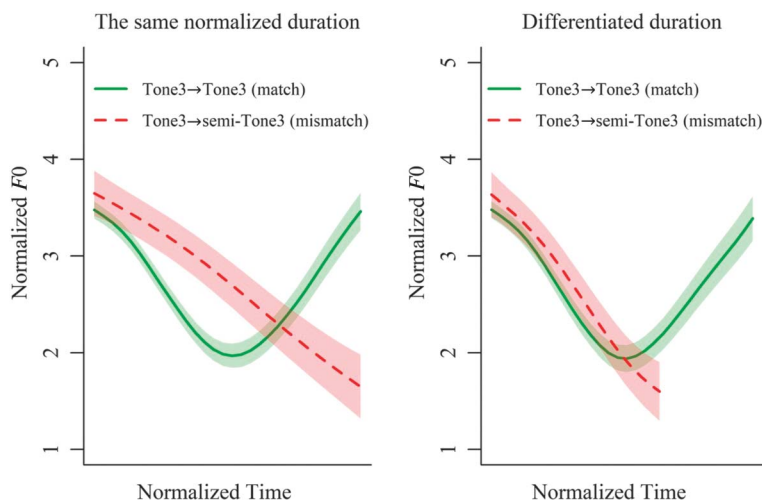 The same normalized duration
5
4
3
2
1
Normalized F0
Tone3→Tone3 (match)
Tone3→semi-Tone3 (mismatch)
Normalized Time
Differentiated duration
5
4
3
2
1
Normalized F0
Tone3→Tone3 (match)
Tone3→semi-Tone3 (mismatch)
Normalized Time